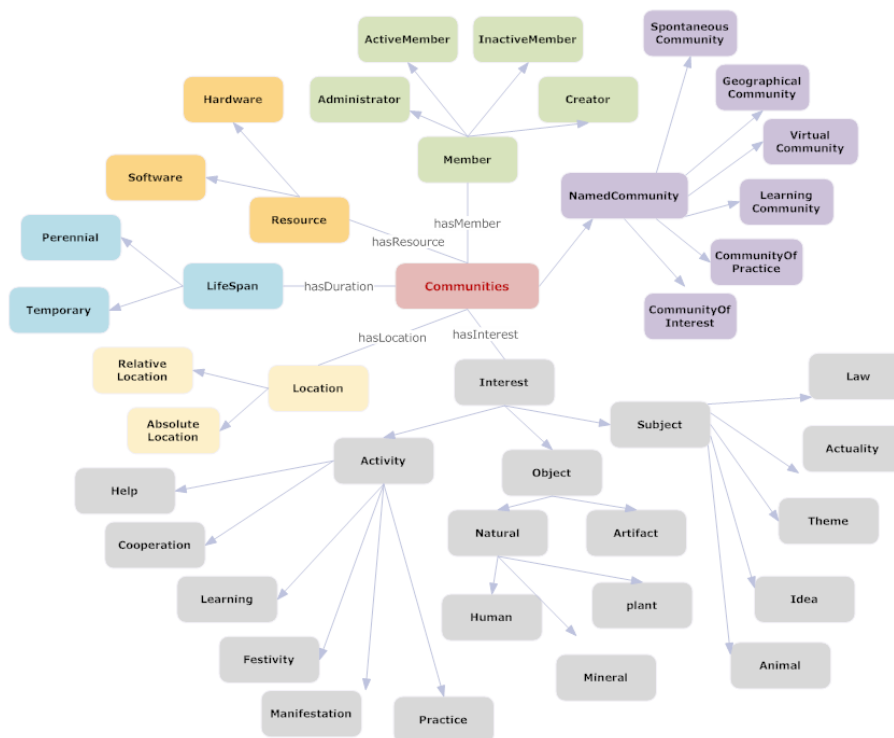 Spontaneous
Community
ActiveMember
InactiveMember
Hardware
Administrator
Creator
Geographical
Community
Virtual
Community
Member
Software
NamedCommunity
Learning
Community
Resource
hasMember
Perennial
hasResource
CommunityOf
Practice
LifeSpan
hasDuration
Communities
Temporary
CommunityOf
Interest
hasLocation
hasInterest
Relative
Location
Location
Interest
Law
Absolute
Location
Subject
Activity
Actuality
Object
Help
Cooperation
Natural
Artifact
Theme
Learning
Human
plant
Idea
Festivity
Mineral
Animal
Manifestation
Practice